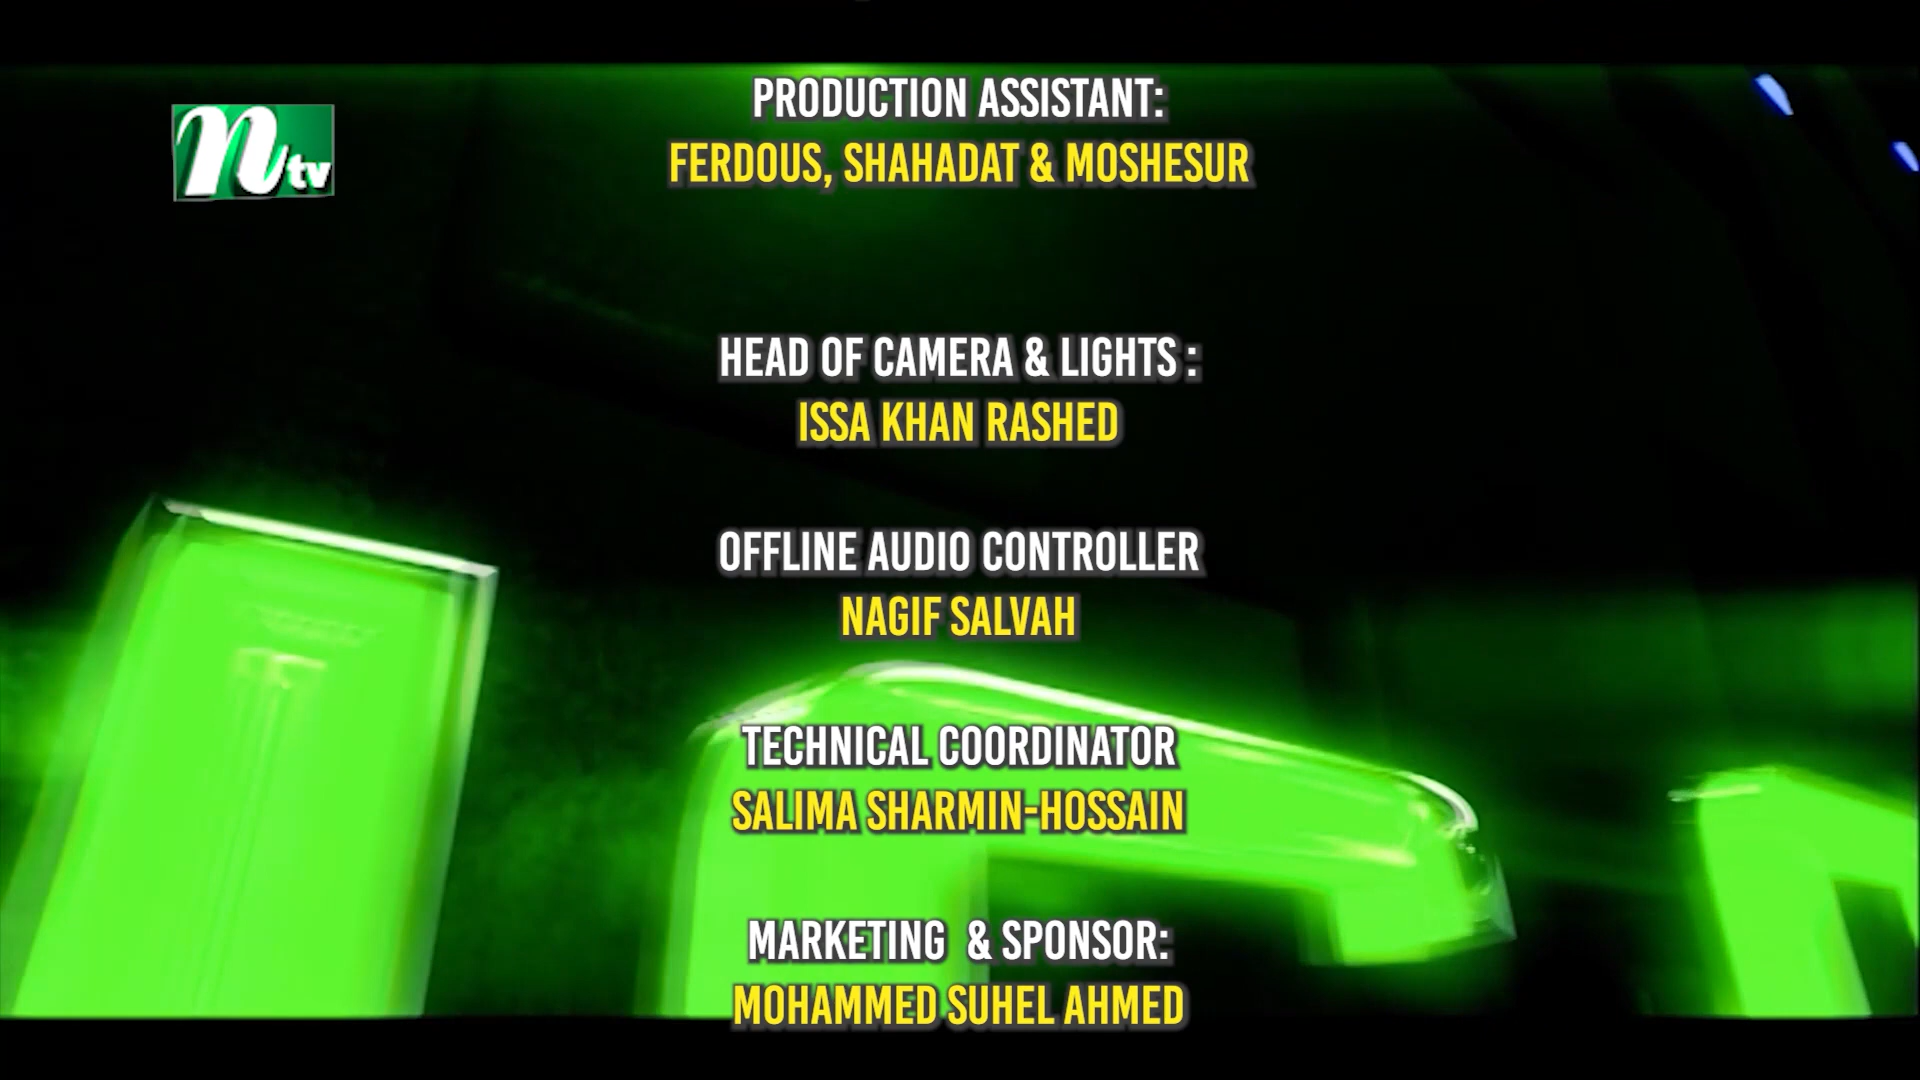 ntv
PRODUCTION ASSISTANT:
FERDOUS, SHAHADAT & MOSHESUR
HEAD OF CAMERA & LIGHTS :
ISSA KHAN RASHED
OFFLINE AUDIO CONTROLLER
NAGIF SALVAH
TECHNICAL COORDINATOR
SALIMA SHARMIN-HOSSAIN
MARKETING  & SPONSOR:
MOHAMMED SUHEL AHMED